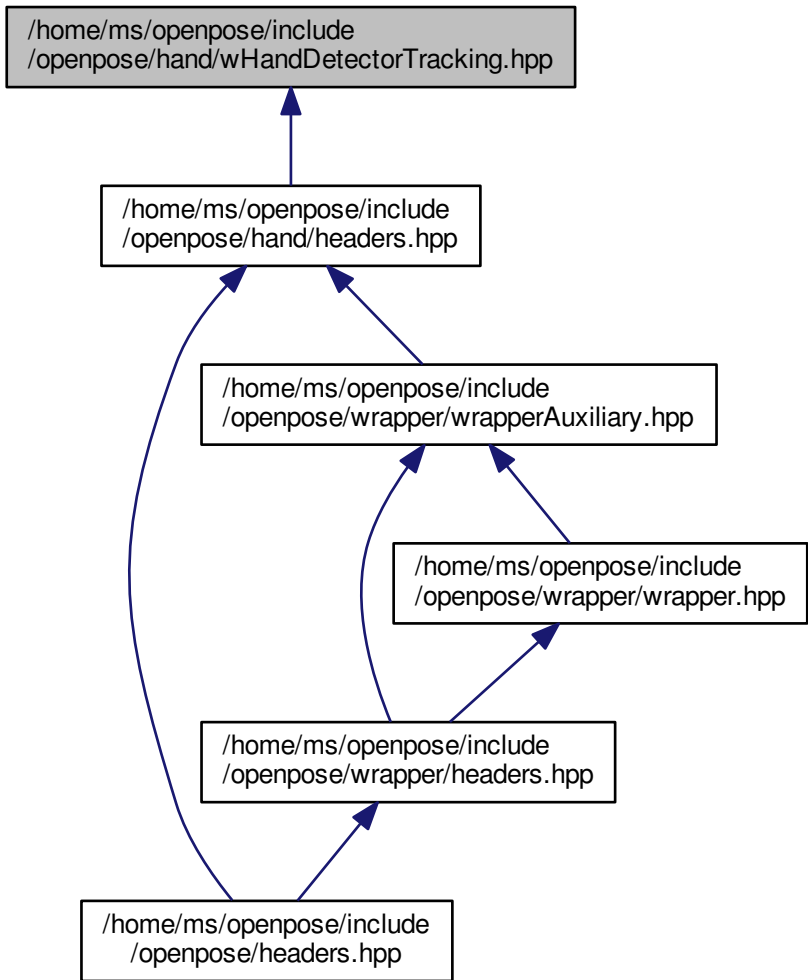 /home/ms/openpose/include
/openpose/hand/wHandDetectorTracking.hpp
/home/ms/openpose/include
/openpose/hand/headers.hpp
/home/ms/openpose/include
/openpose/wrapper/wrapperAuxiliary.hpp
/home/ms/openpose/include
/openpose/wrapper/wrapper.hpp
/home/ms/openpose/include
/openpose/wrapper/headers.hpp
/home/ms/openpose/include
/openpose/headers.hpp